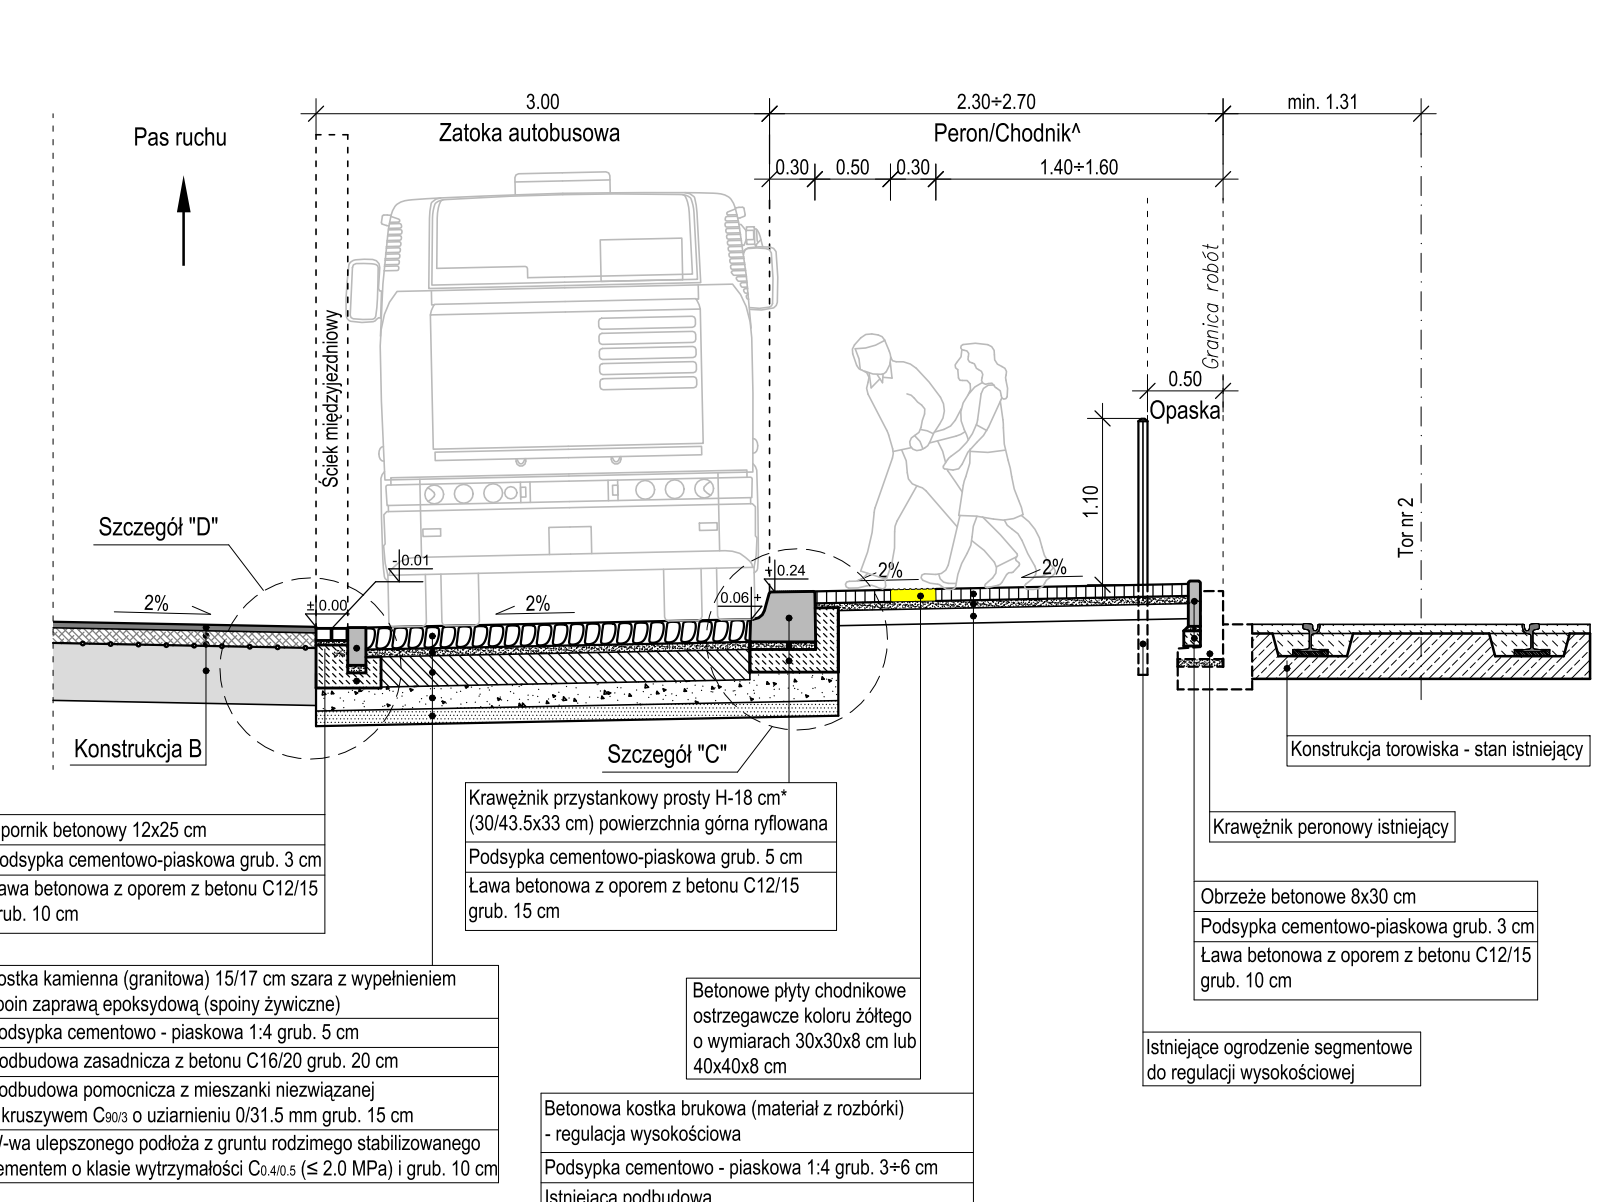 3.00
2.30÷2.70
min. 1.31
Pas ruchu
Zatoka autobusowa
Peron/Chodnik^
0.30
0.50
0.30
1.40÷1.60
Ściek międzyjezdniowy
Granica robót
0.50
Opaska
1.10
Tor nr 2
Szczegół "D"
- 0.01
+ 0.24
2%
2%
2%
± 0.00
2%
0.06 +
Konstrukcja B
Szczegół "C"
Konstrukcja torowiska - stan istniejący
Krawężnik przystankowy prosty H-18 cm*
(30/43.5x33 cm) powierzchnia górna ryflowana
Podsypka cementowo-piaskowa grub. 5 cm
Ława betonowa z oporem z betonu C12/15
grub. 15 cm
pornik betonowy 12x25 cm
odsypka cementowo-piaskowa grub. 3 cm
awa betonowa z oporem z betonu C12/15
rub. 10 cm
Krawężnik peronowy istniejący
Obrzeże betonowe 8x30 cm
Podsypka cementowo-piaskowa grub. 3 cm
Ława betonowa z oporem z betonu C12/15
grub. 10 cm
ostka kamienna (granitowa) 15/17 cm szara z wypełnieniem
poin zaprawą epoksydową (spoiny żywiczne)
odsypka cementowo - piaskowa 1:4 grub. 5 cm
odbudowa zasadnicza z betonu C16/20 grub. 20 cm
odbudowa pomocnicza z mieszanki niezwiązanej
kruszywem C90/3 o uziarnieniu 0/31.5 mm grub. 15 cm
W-wa ulepszonego podłoża z gruntu rodzimego stabilizowanego
ementem o klasie wytrzymałości C0.4/0.5 (≤ 2.0 MPa) i grub. 10 cm
Betonowe płyty chodnikowe
ostrzegawcze koloru żółtego
o wymiarach 30x30x8 cm lub
40x40x8 cm
Istniejące ogrodzenie segmentowe
do regulacji wysokościowej
Betonowa kostka brukowa (materiał z rozbórki)
- regulacja wysokościowa
Podsypka cementowo - piaskowa 1:4 grub. 3÷6 cm
Istniejąca podbudowa